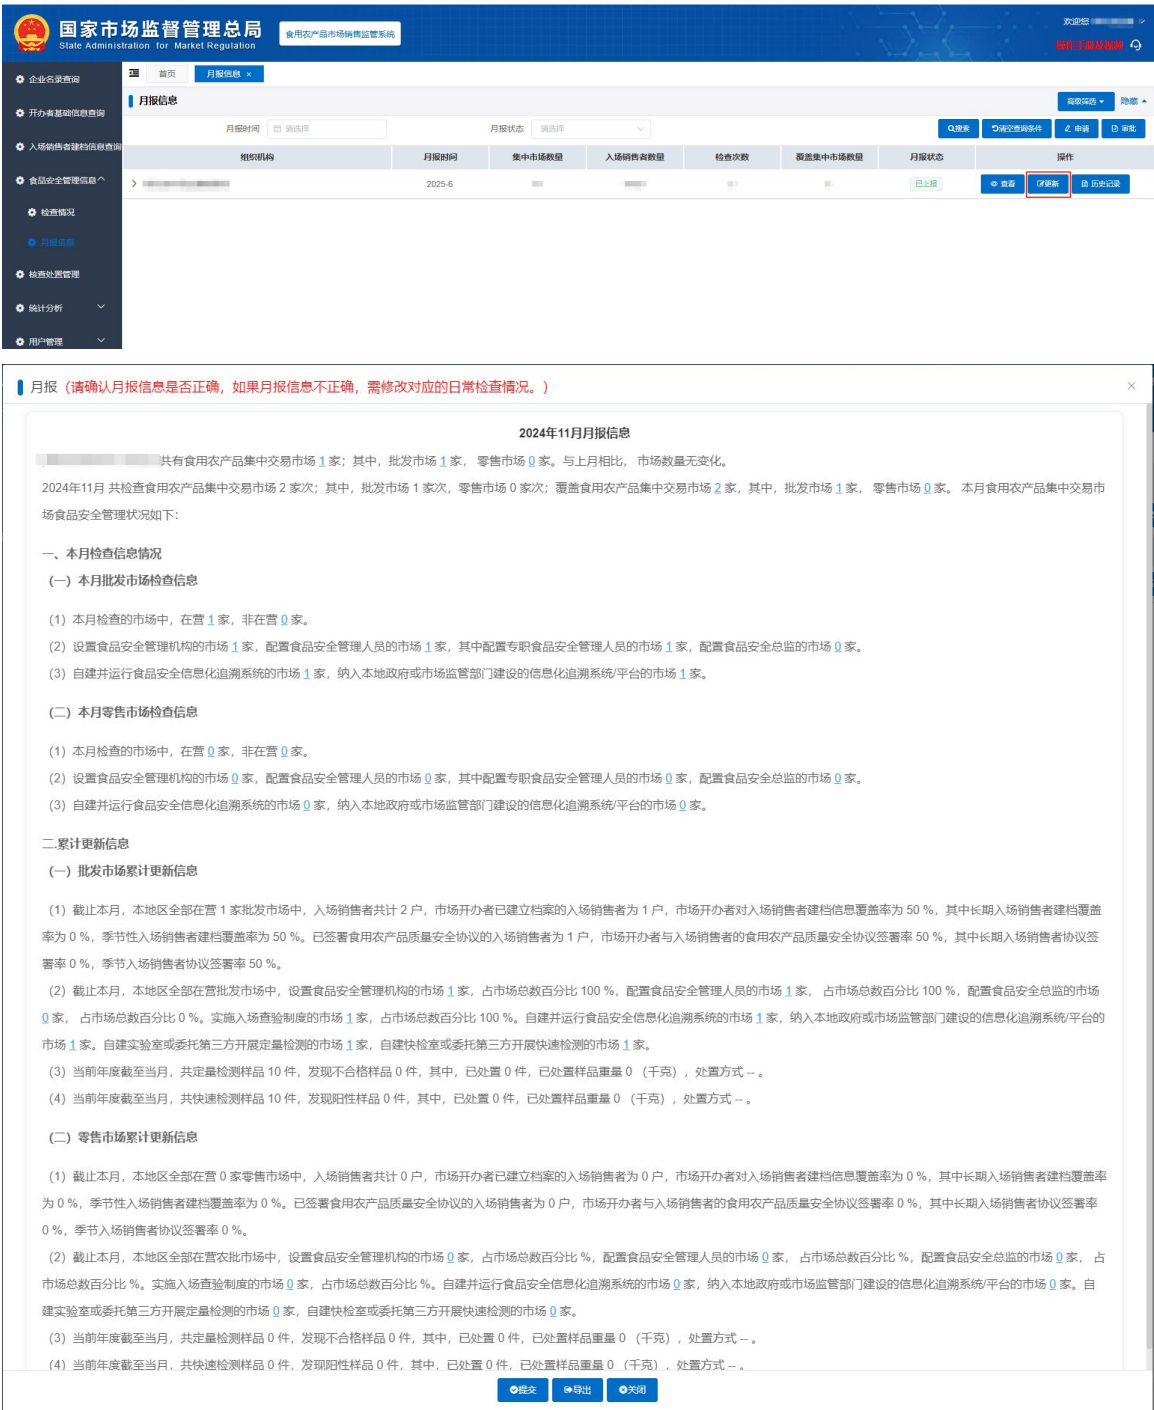 国家市场监督管理总局
State Administration for Market Regulation
食用农产品市场销售监管系统
欢迎您
操作手册及视频
企业名录查询
开办者基础信息查询
入场销售者建档信息查询
食品安全管理信息
检查情况
月报信息
核查处置管理
统计分析
用户管理
首页 月报信息 ×
月报信息
高级筛选 隐藏
月报时间 请选择 月报状态 请选择 搜索 清空查询条件 申请 审批
组织机构 月报时间 集中市场数量 入场销售者数量 检查次数 覆盖集中市场数量 月报状态 操作
2025-6 已上报 查看 更新 历史记录
月报（请确认月报信息是否正确，如果月报信息不正确，需修改对应的日常检查情况。）
2024年11月月报信息
共有食用农产品集中交易市场 1 家；其中，批发市场 1 家， 零售市场 0 家。与上月相比， 市场数量无变化。
2024年11月 共检查食用农产品集中交易市场 2 家次；其中，批发市场 1 家次，零售市场 0 家次；覆盖食用农产品集中交易市场 2 家，其中，批发市场 1 家， 零售市场 0 家。 本月食用农产品集中交易市
场食品安全管理状况如下：
一、本月检查信息情况
（一）本月批发市场检查信息
（1）本月检查的市场中，在营 1 家，非在营 0 家。
（2）设置食品安全管理机构的市场 1 家，配置食品安全管理人员的市场 1 家，其中配置专职食品安全管理人员的市场 1 家，配置食品安全总监的市场 0 家。
（3）自建并运行食品安全信息化追溯系统的市场 1 家，纳入本地政府或市场监管部门建设的信息化追溯系统/平台的市场 1 家。
（二）本月零售市场检查信息
（1）本月检查的市场中，在营 0 家，非在营 0 家。
（2）设置食品安全管理机构的市场 0 家，配置食品安全管理人员的市场 0 家，其中配置专职食品安全管理人员的市场 0 家，配置食品安全总监的市场 0 家。
（3）自建并运行食品安全信息化追溯系统的市场 0 家，纳入本地政府或市场监管部门建设的信息化追溯系统/平台的市场 0 家。
二.累计更新信息
（一）批发市场累计更新信息
（1）截止本月，本地区全部在营 1 家批发市场中，入场销售者共计 2 户，市场开办者已建立档案的入场销售者为 1 户，市场开办者对入场销售者建档信息覆盖率为 50 %，其中长期入场销售者建档覆盖
率为 0 %，季节性入场销售者建档覆盖率为 50 %。已签署食用农产品质量安全协议的入场销售者为 1 户，市场开办者与入场销售者的食用农产品质量安全协议签署率 50 %，其中长期入场销售者协议签
署率 0 %，季节入场销售者协议签署率 50 %。
（2）截止本月，本地区全部在营批发市场中，设置食品安全管理机构的市场 1 家，占市场总数百分比 100 %，配置食品安全管理人员的市场 1 家， 占市场总数百分比 100 %，配置食品安全总监的市场
0 家， 占市场总数百分比 0 %。实施入场查验制度的市场 1 家，占市场总数百分比 100 %。自建并运行食品安全信息化追溯系统的市场 1 家，纳入本地政府或市场监管部门建设的信息化追溯系统/平台的
市场 1 家。自建实验室或委托第三方开展定量检测的市场 1 家，自建快检室或委托第三方开展快速检测的市场 1 家。
（3）当前年度截至当月，共定量检测样品 10 件，发现不合格样品 0 件，其中，已处置 0 件，已处置样品重量 0 （千克），处置方式 -- 。
（4）当前年度截至当月，共快速检测样品 10 件，发现阳性样品 0 件，其中，已处置 0 件，已处置样品重量 0 （千克），处置方式 -- 。
（二）零售市场累计更新信息
（1）截止本月，本地区全部在营 0 家零售市场中，入场销售者共计 0 户，市场开办者已建立档案的入场销售者为 0 户，市场开办者对入场销售者建档信息覆盖率为 0 %，其中长期入场销售者建档覆盖率
为 0 %，季节性入场销售者建档覆盖率为 0 %。已签署食用农产品质量安全协议的入场销售者为 0 户，市场开办者与入场销售者的食用农产品质量安全协议签署率 0 %，其中长期入场销售者协议签署率
0 %，季节入场销售者协议签署率 0 %。
（2）截止本月，本地区全部在营农批市场中，设置食品安全管理机构的市场 0 家，占市场总数百分比 %，配置食品安全管理人员的市场 0 家， 占市场总数百分比 %，配置食品安全总监的市场 0 家， 占
市场总数百分比 %。实施入场查验制度的市场 0 家，占市场总数百分比 %。自建并运行食品安全信息化追溯系统的市场 0 家，纳入本地政府或市场监管部门建设的信息化追溯系统/平台的市场 0 家。自
建实验室或委托第三方开展定量检测的市场 0 家，自建快检室或委托第三方开展快速检测的市场 0 家。
（3）当前年度截至当月，共定量检测样品 0 件，发现不合格样品 0 件，其中，已处置 0 件，已处置样品重量 0 （千克），处置方式 -- 。
（4）当前年度截至当月，共快速检测样品 0 件，发现阳性样品 0 件，其中，已处置 0 件，已处置样品重量 0 （千克），处置方式 -- 。
提交 导出 关闭